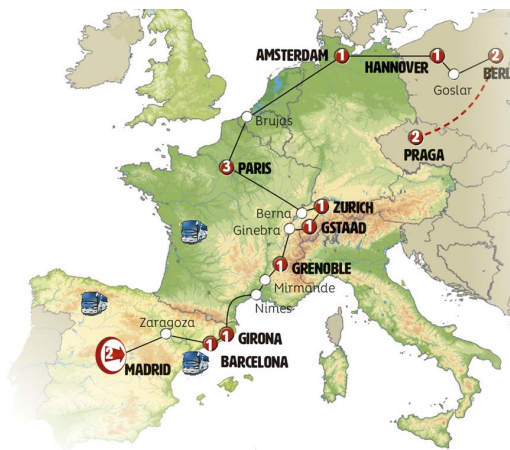 AMSTERDAM 1
1
HANNOVER
2
BERL
Goslar
Brujas
2
PRAGA
3 PARIS
Berna
1 ZURICH
Ginebra
1 GSTAAD
1 GRENOBLE
Mirmande
Nimes
Zaragoza
2
MADRID
1
1 GIRONA
BARCELONA